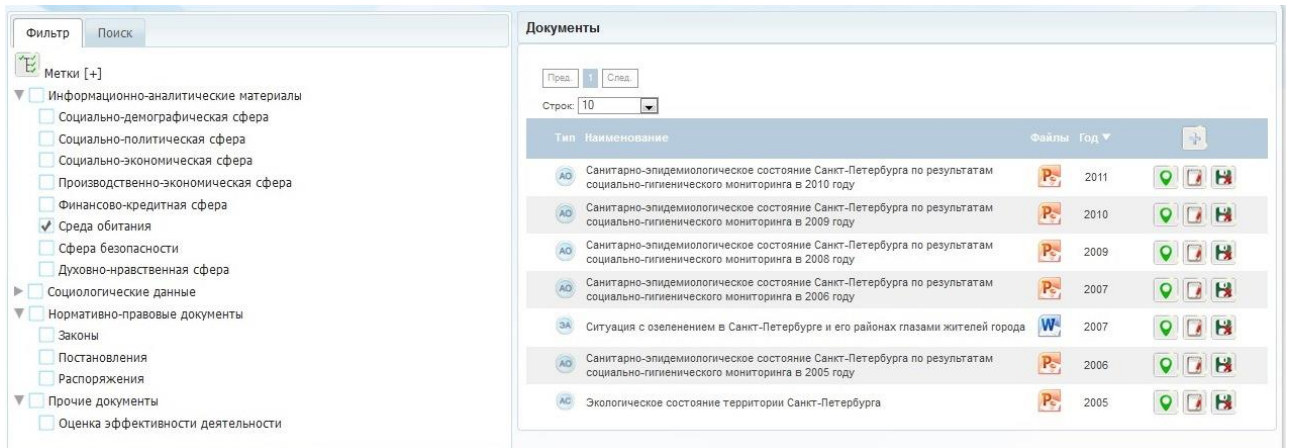 Фильтр
Поиск
Метки [+]
Информационно-аналитические материалы
Социально-демографическая сфера
Социально-политическая сфера
Социально-экономическая сфера
Производственно-экономическая сфера
Финансово-кредитная сфера
Среда обитания
Сфера безопасности
Духовно-нравственная сфера
Социологические данные
Нормативно-правовые документы
Законы
Постановления
Распоряжения
Прочие документы
Оценка эффективности деятельности
Документы
Пред. 1 След.
Строк: 10
Тип Наименование Файлы Год
АО Санитарно-эпидемиологическое состояние Санкт-Петербурга по результатам
социально-гигиенического мониторинга в 2010 году
2011
АО Санитарно-эпидемиологическое состояние Санкт-Петербурга по результатам
социально-гигиенического мониторинга в 2009 году
2010
АО Санитарно-эпидемиологическое состояние Санкт-Петербурга по результатам
социально-гигиенического мониторинга в 2008 году
2009
АО Санитарно-эпидемиологическое состояние Санкт-Петербурга по результатам
социально-гигиенического мониторинга в 2006 году
2007
ЭА Ситуация с озеленением в Санкт-Петербурге и его районах глазами жителей города 2007
АО Санитарно-эпидемиологическое состояние Санкт-Петербурга по результатам
социально-гигиенического мониторинга в 2005 году
2006
АС Экологическое состояние территории Санкт-Петербурга 2005